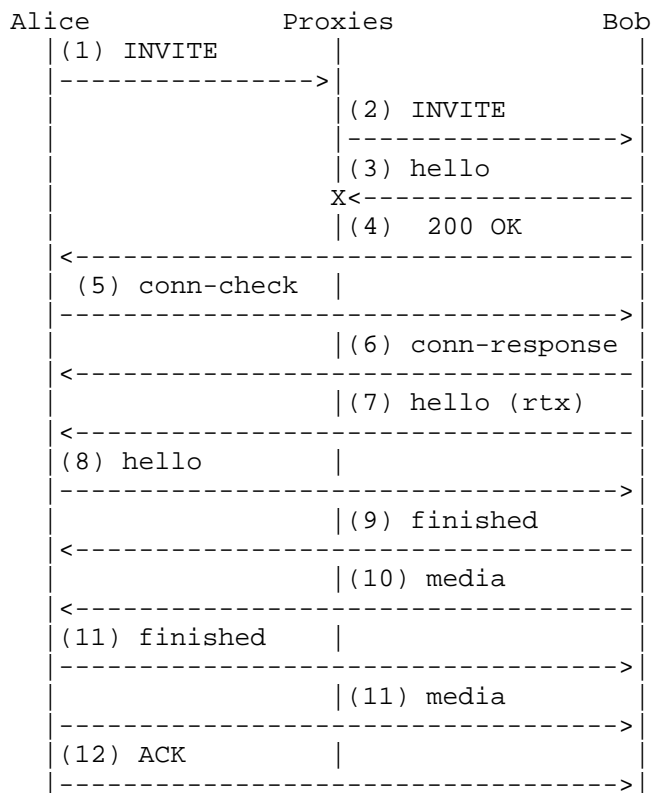 Alice Proxies Bob
|(1) INVITE | |
|---------------->| |
| |(2) INVITE |
| |----------------->|
| |(3) hello |
| X<-----------------|
| |(4) 200 OK |
|<-----------------------------------|
| (5) conn-check | |
|----------------------------------->|
| |(6) conn-response |
|<-----------------------------------|
| |(7) hello (rtx) |
|<-----------------------------------|
|(8) hello | |
|----------------------------------->|
| |(9) finished |
|<-----------------------------------|
| |(10) media |
|<-----------------------------------|
|(11) finished | |
|----------------------------------->|
| |(11) media |
|----------------------------------->|
|(12) ACK | |
|----------------------------------->|